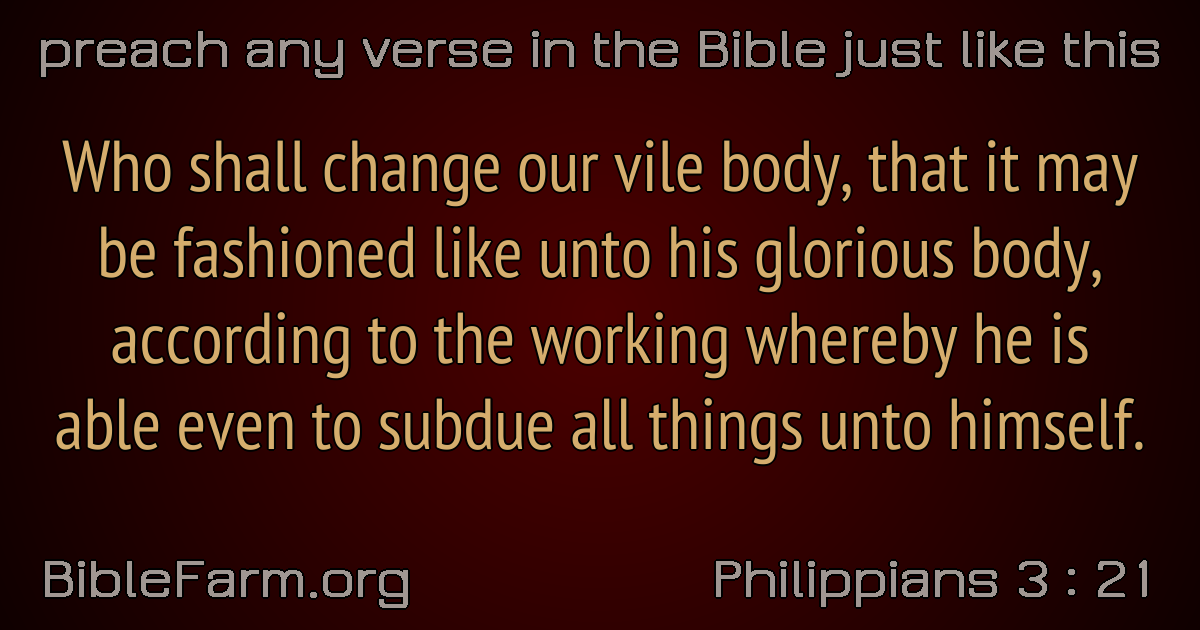 preach any verse in the Bible just like this
Who shall change our vile body, that it may
be fashioned like unto his glorious body,
according to the working whereby he is
able even to subdue all things unto himself.
BibleFarm.org
Philippians 3 : 21